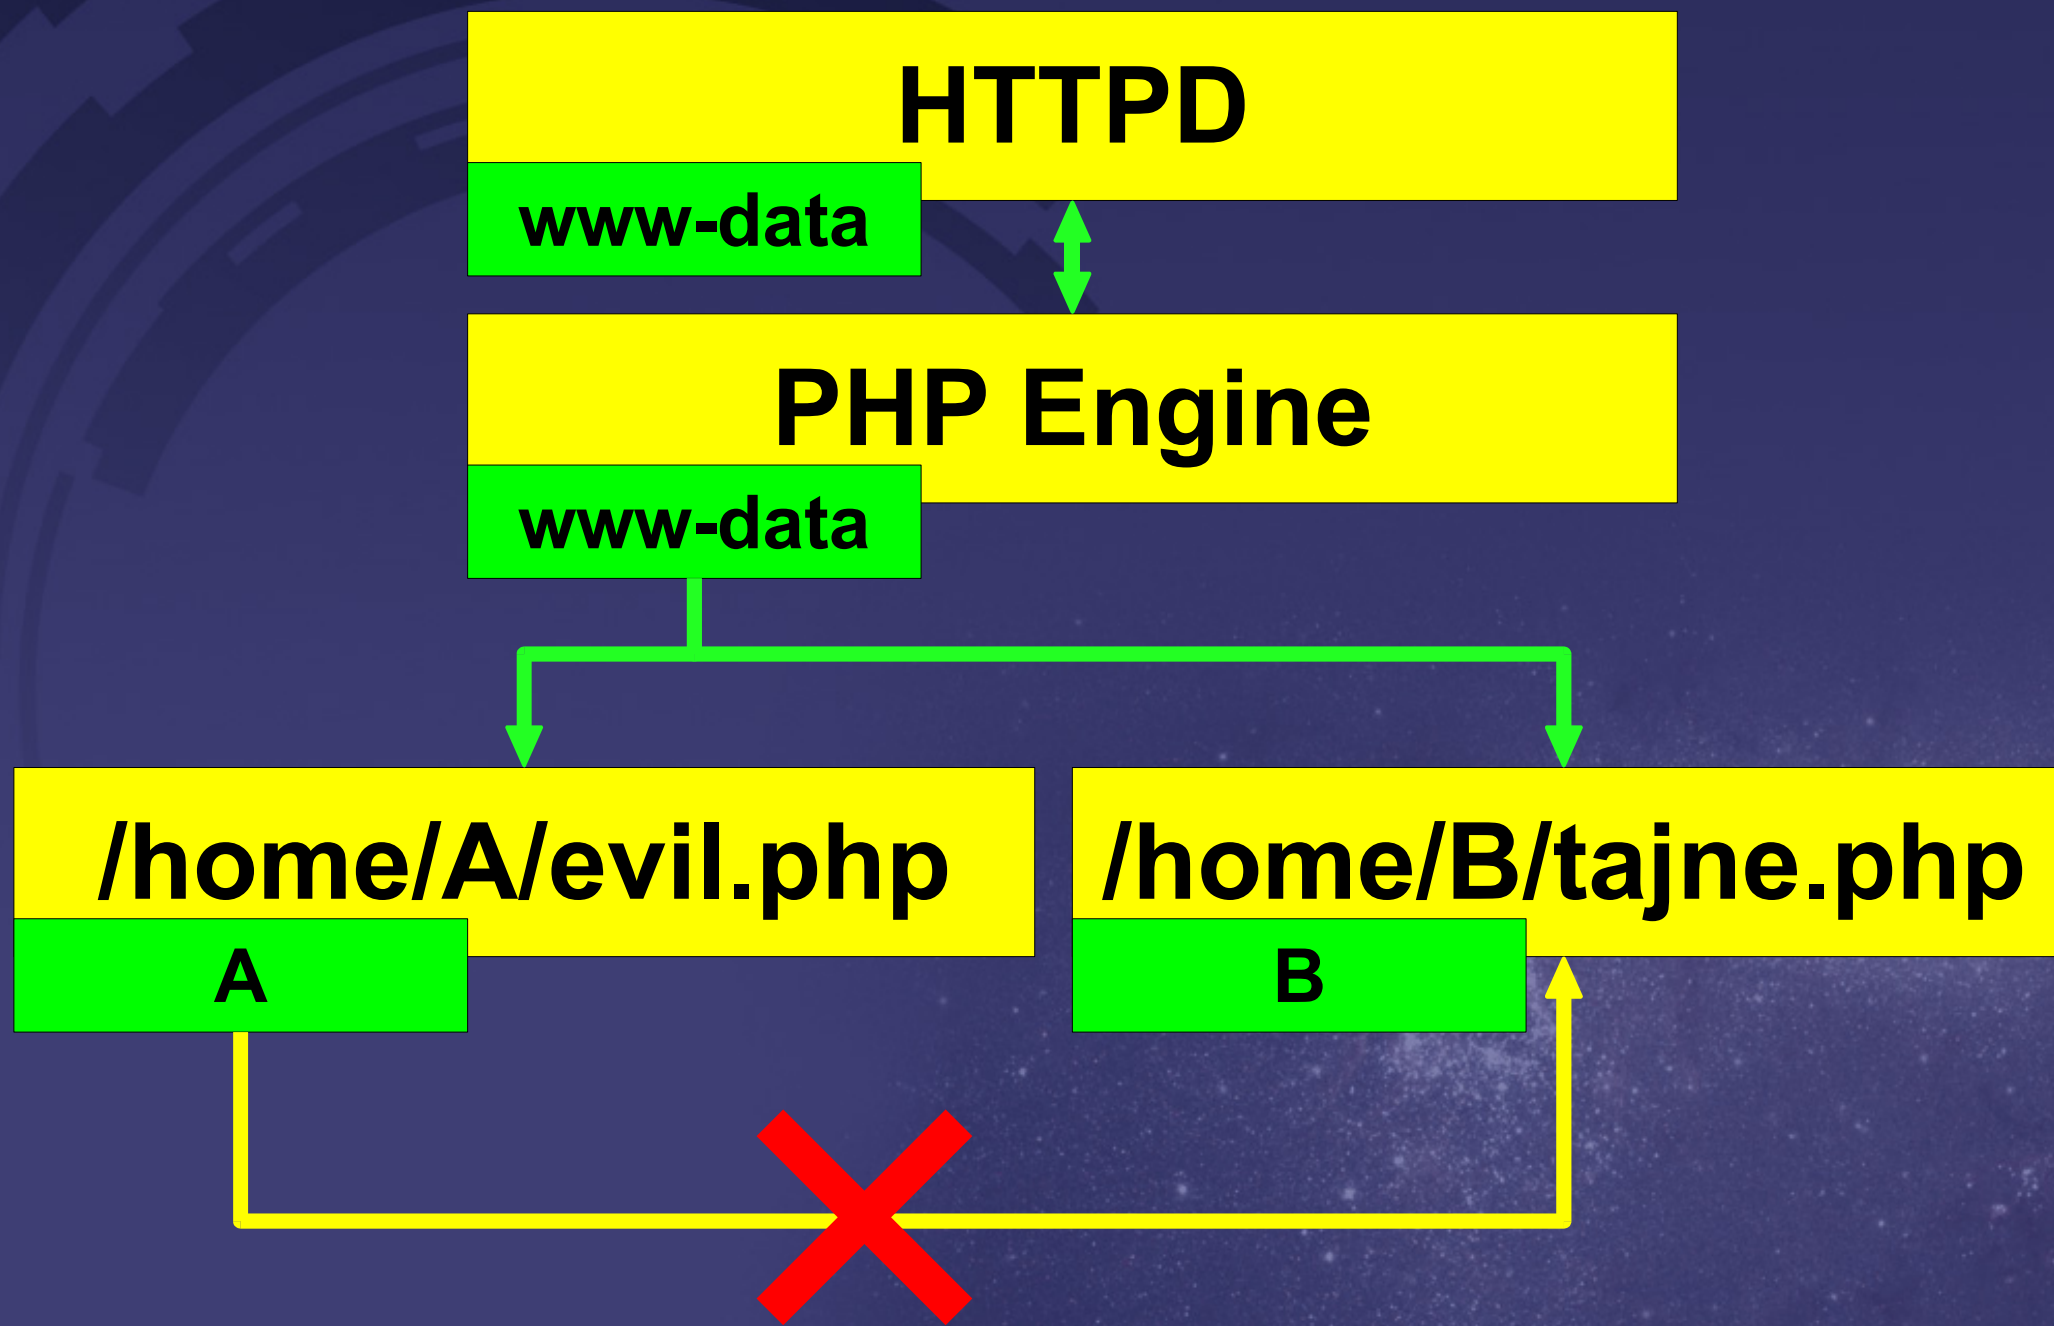 HTTPD
www-data
PHP Engine
www-data
/home/A/evil.php
/home/B/tajne.php
A
B